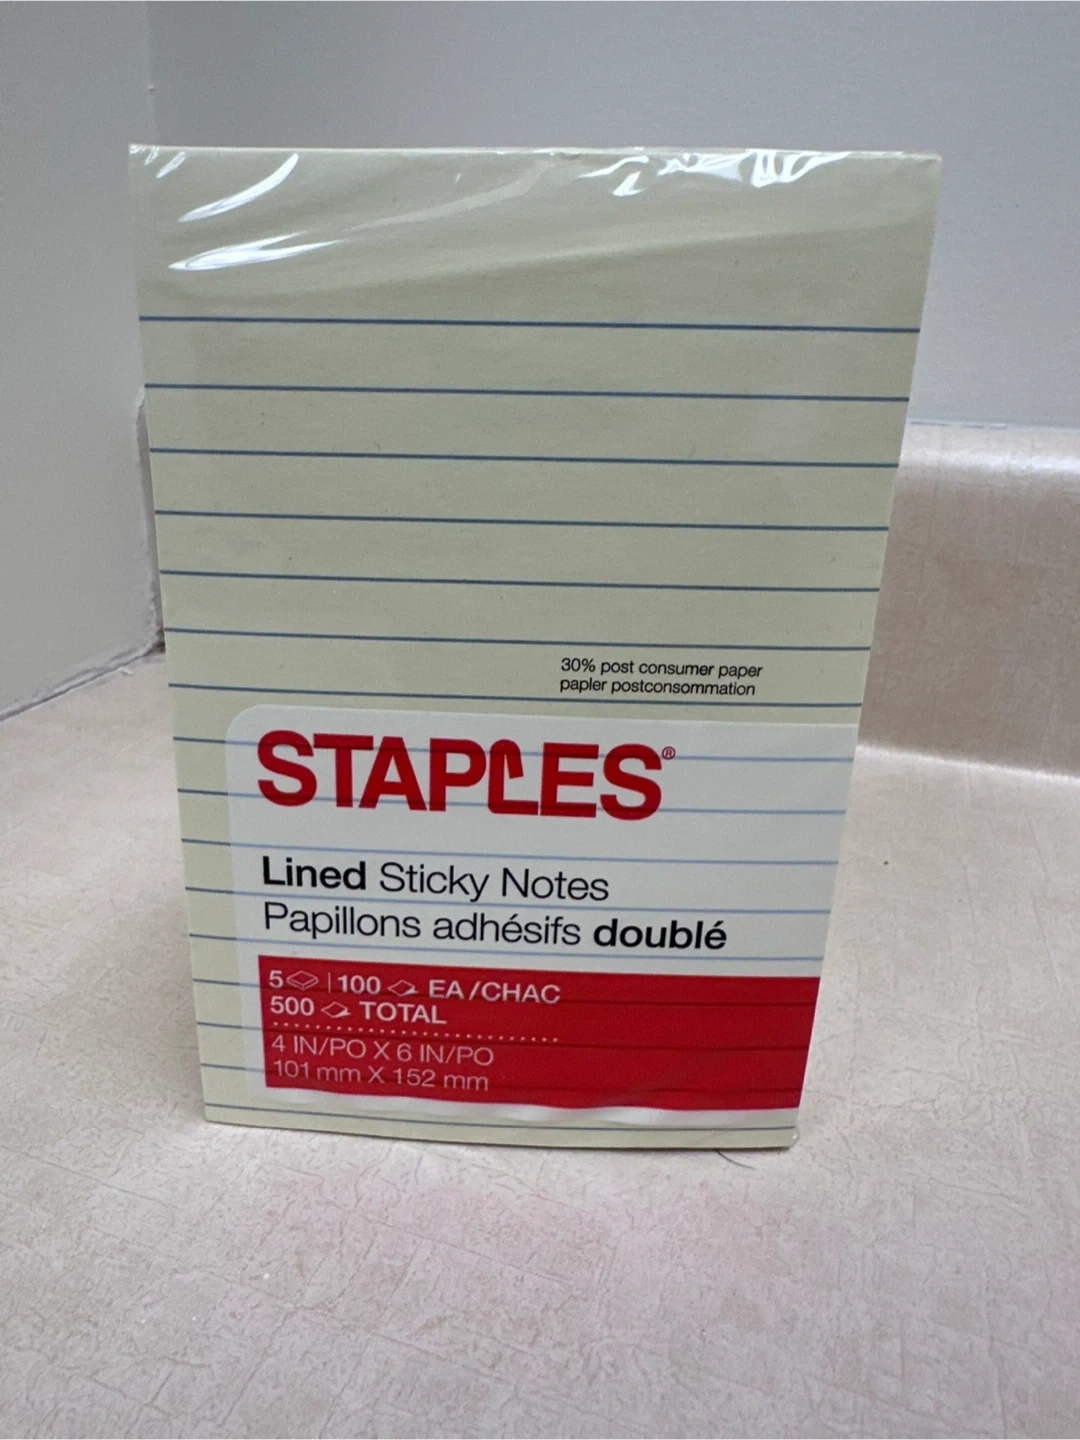 30% post consumer paper
papier postconsommation
STAPLES®
Lined Sticky Notes
Papillons adhésifs doublé
5 | 100 EA/CHAC
500 TOTAL
4 IN/PO X 6 IN/PO
101 mm X 152 mm